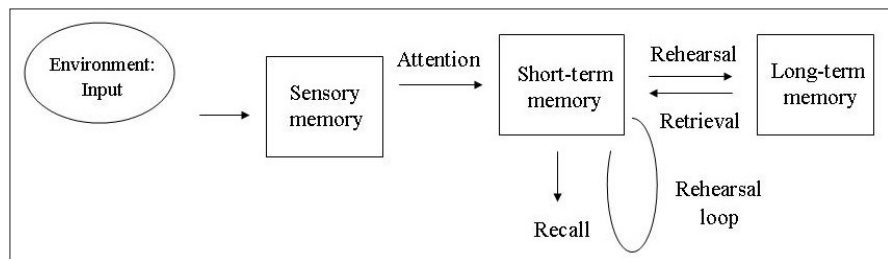 Environment:
Input
Sensory
memory
Attention
Short-term
memory
Rehearsal
Retrieval
Long-term
memory
Recall
Rehearsal
loop